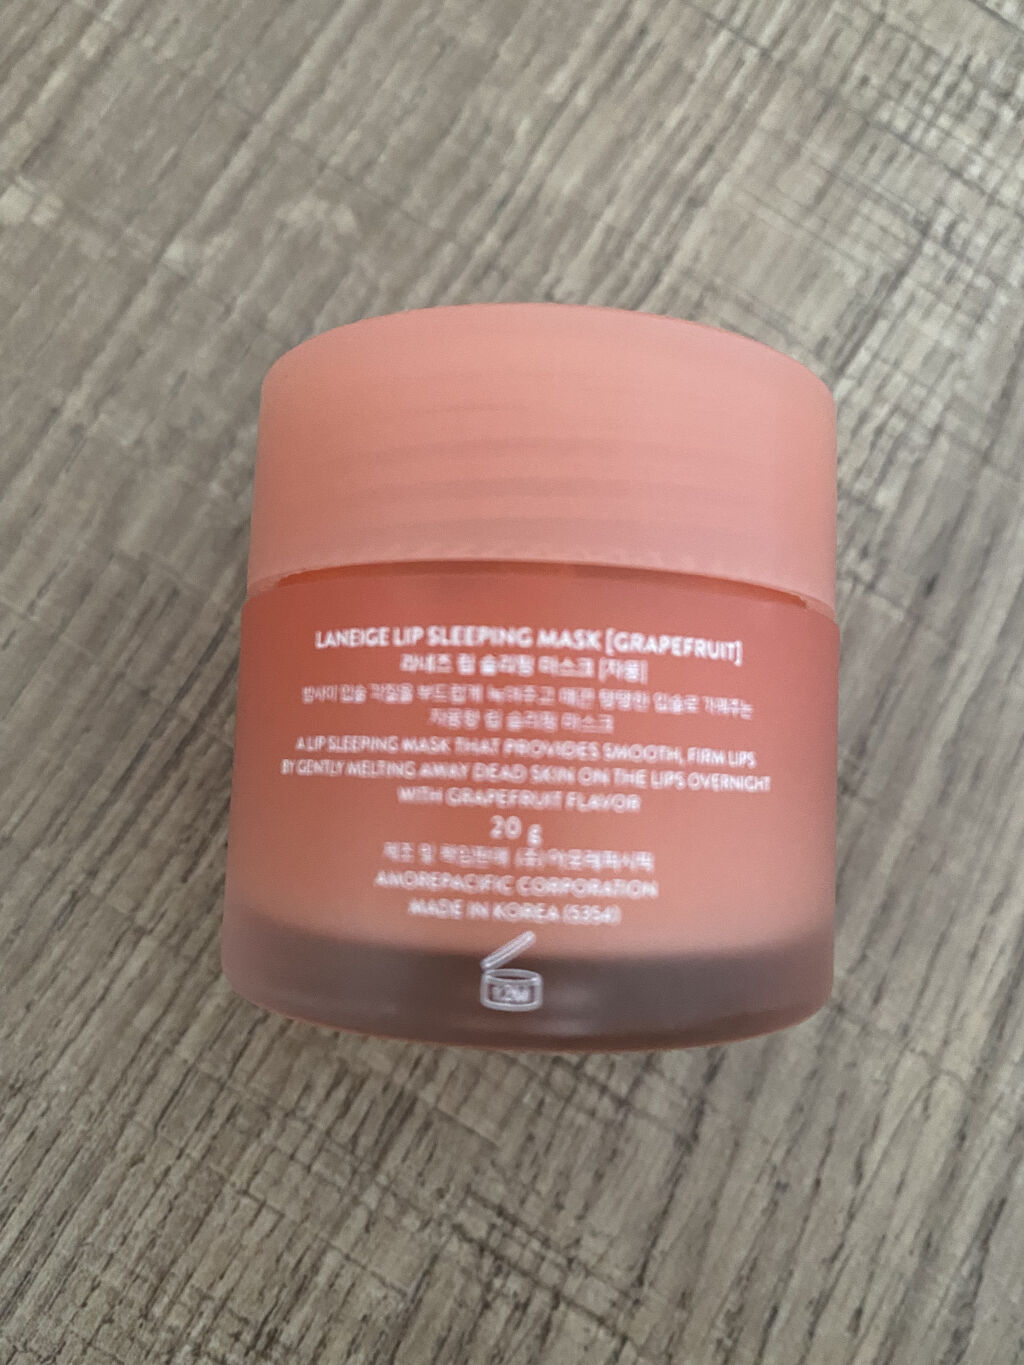 LANEIGE LIP SLEEPING MASK [GRAPEFRUIT]
라네즈 립 슬리핑 마스크 [자몽]
밤사이 입술 각질을 부드럽게 녹여주고 매끈 탱탱한 입술로 가꿔주는
자몽향 립 슬리핑 마스크
A LIP SLEEPING MASK THAT PROVIDES SMOOTH, FIRM LIPS
BY GENTLY MELTING AWAY DEAD SKIN ON THE LIPS OVERNIGHT
WITH GRAPEFRUIT FLAVOR
20 g
제조 및 책임판매 (주)아모레퍼시픽
AMOREPACIFIC CORPORATION
MADE IN KOREA (5354)
12M